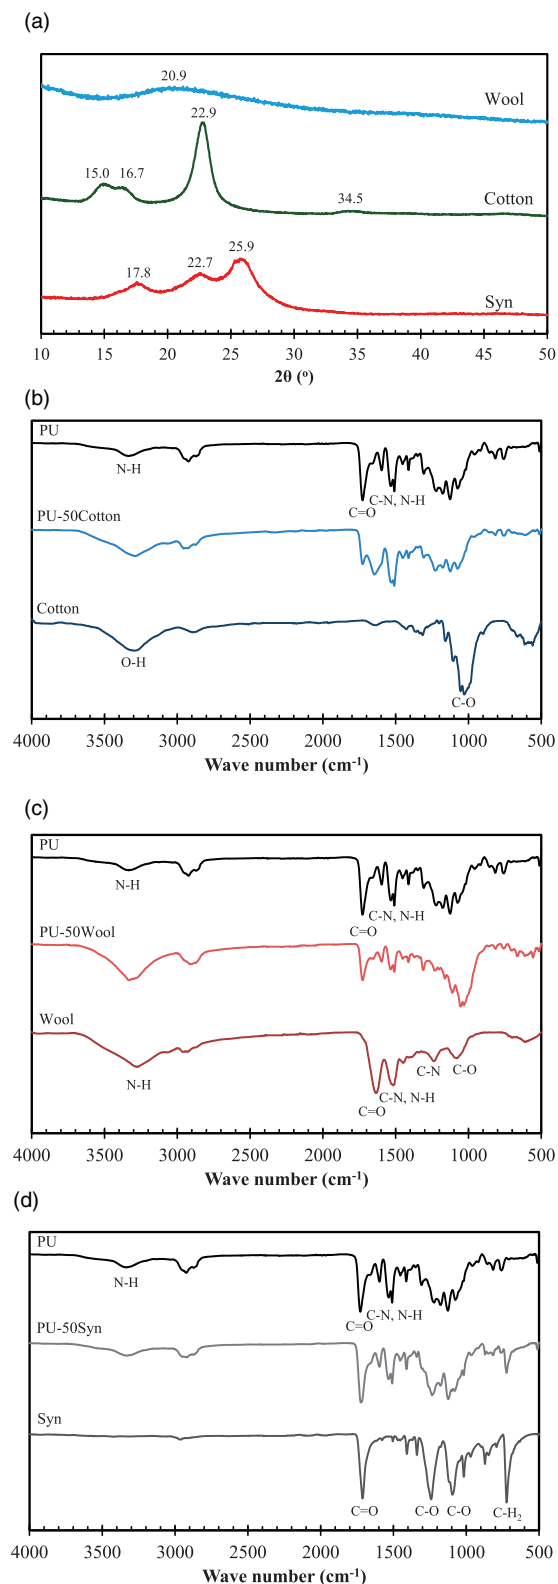 (a)
20.9
Wool
22.9
15.0 16.7
34.5
Cotton
25.9
22.7
17.8
Syn
10 15 20 25 30 35 40 45 50
2θ (º)
(b)
PU
N-H
C-N, N-H
C=O
PU-50Cotton
Cotton
O-H
C-O
4000 3500 3000 2500 2000 1500 1000 500
Wave number (cm-1)
(c)
PU
N-H
C-N, N-H
C=O
PU-50Wool
Wool
N-H
C-N
C-O
C-N, N-H
C=O
4000 3500 3000 2500 2000 1500 1000 500
Wave number (cm-1)
(d)
PU
N-H
C-N, N-H
C=O
PU-50Syn
Syn
C=O C-O C-O C-H2
4000 3500 3000 2500 2000 1500 1000 500
Wave number (cm-1)